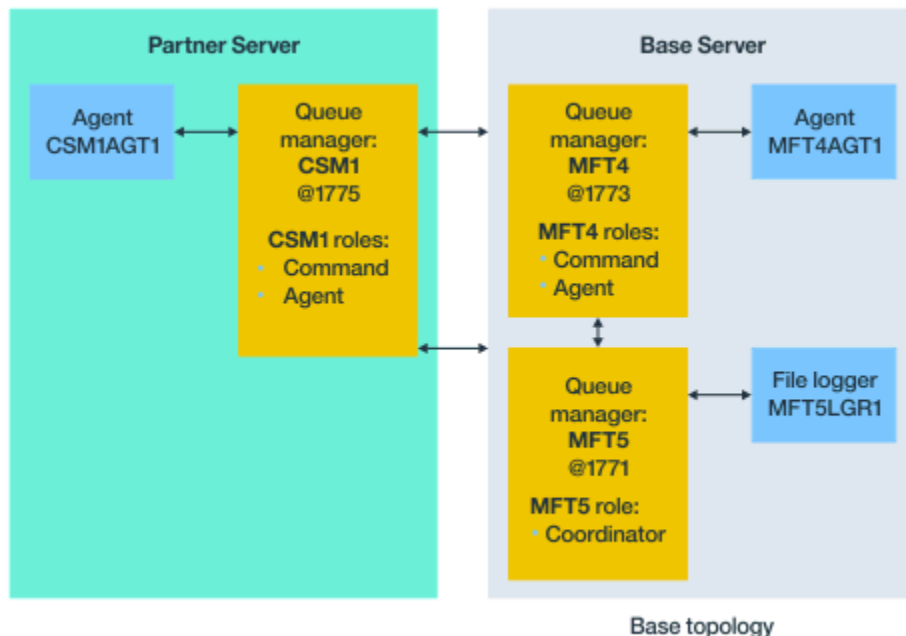 Partner Server
Agent
CSM1AGT1
Queue
manager:
CSM1
@1775
CSM1 roles:
• Command
• Agent
Base Server
Queue
manager:
MFT4
@1773
MFT4 roles:
• Command
• Agent
Agent
MFT4AGT1
Queue
manager:
MFT5
@1771
MFT5 role:
• Coordinator
File logger
MFT5LGR1
Base topology